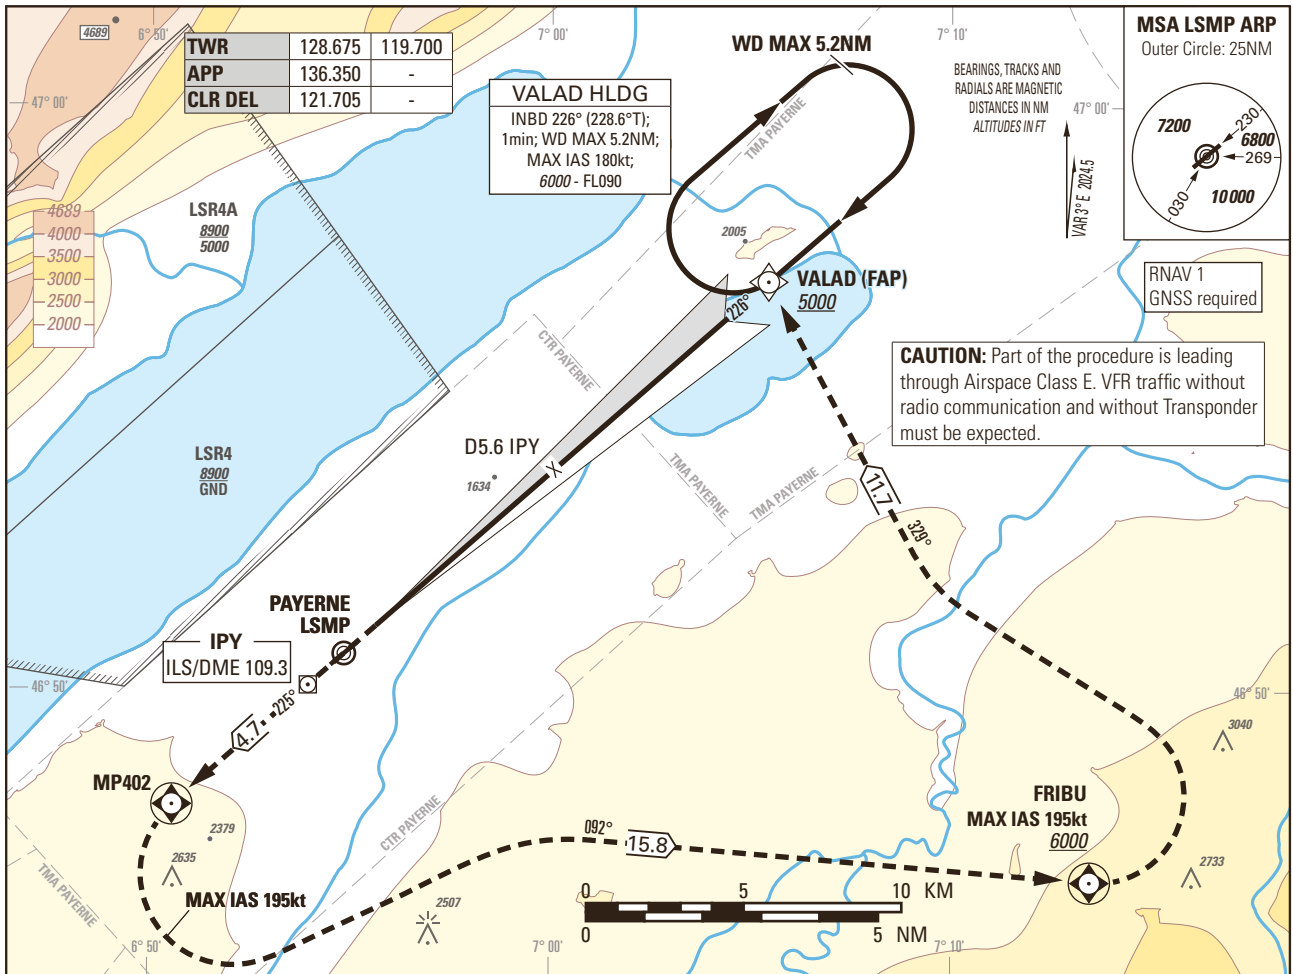 4689
6° 50'
7° 00'
7° 10'
TWR 128.675 119.700
APP 136.350 -
CLR DEL 121.705 -
WD MAX 5.2NM
MSA LSMP ARP
Outer Circle: 25NM
7200
230
6800
269
030
10000
BEARINGS, TRACKS AND
RADIALS ARE MAGNETIC
DISTANCES IN NM
ALTITUDES IN FT
47° 00'
47° 00'
VALAD HLDG
INBD 226° (228.6°T);
1min; WD MAX 5.2NM;
MAX IAS 180kt;
6000 - FL090
TMA PAYERNE
VAR 3° E 2024.5
LSR4A
8900
5000
4689
4000
3500
3000
2500
2000
2005
VALAD (FAP)
5000
226°
RNAV 1
GNSS required
CTR PAYERNE
CAUTION: Part of the procedure is leading
through Airspace Class E. VFR traffic without
radio communication and without Transponder
must be expected.
LSR4
8900
GND
D5.6 IPY
1634
TMA PAYERNE
TMA PAYERNE
11.7
329°
PAYERNE
LSMP
IPY
ILS/DME 109.3
46° 50'
46° 50'
225°
4.7
3040
MP402
FRIBU
MAX IAS 195kt
6000
2379
2635
CTR PAYERNE
092°
15.8
2733
TMA PAYERNE
MAX IAS 195kt
2507
0 5 10 KM
0 5 NM
6° 50'
7° 00'
7° 10'